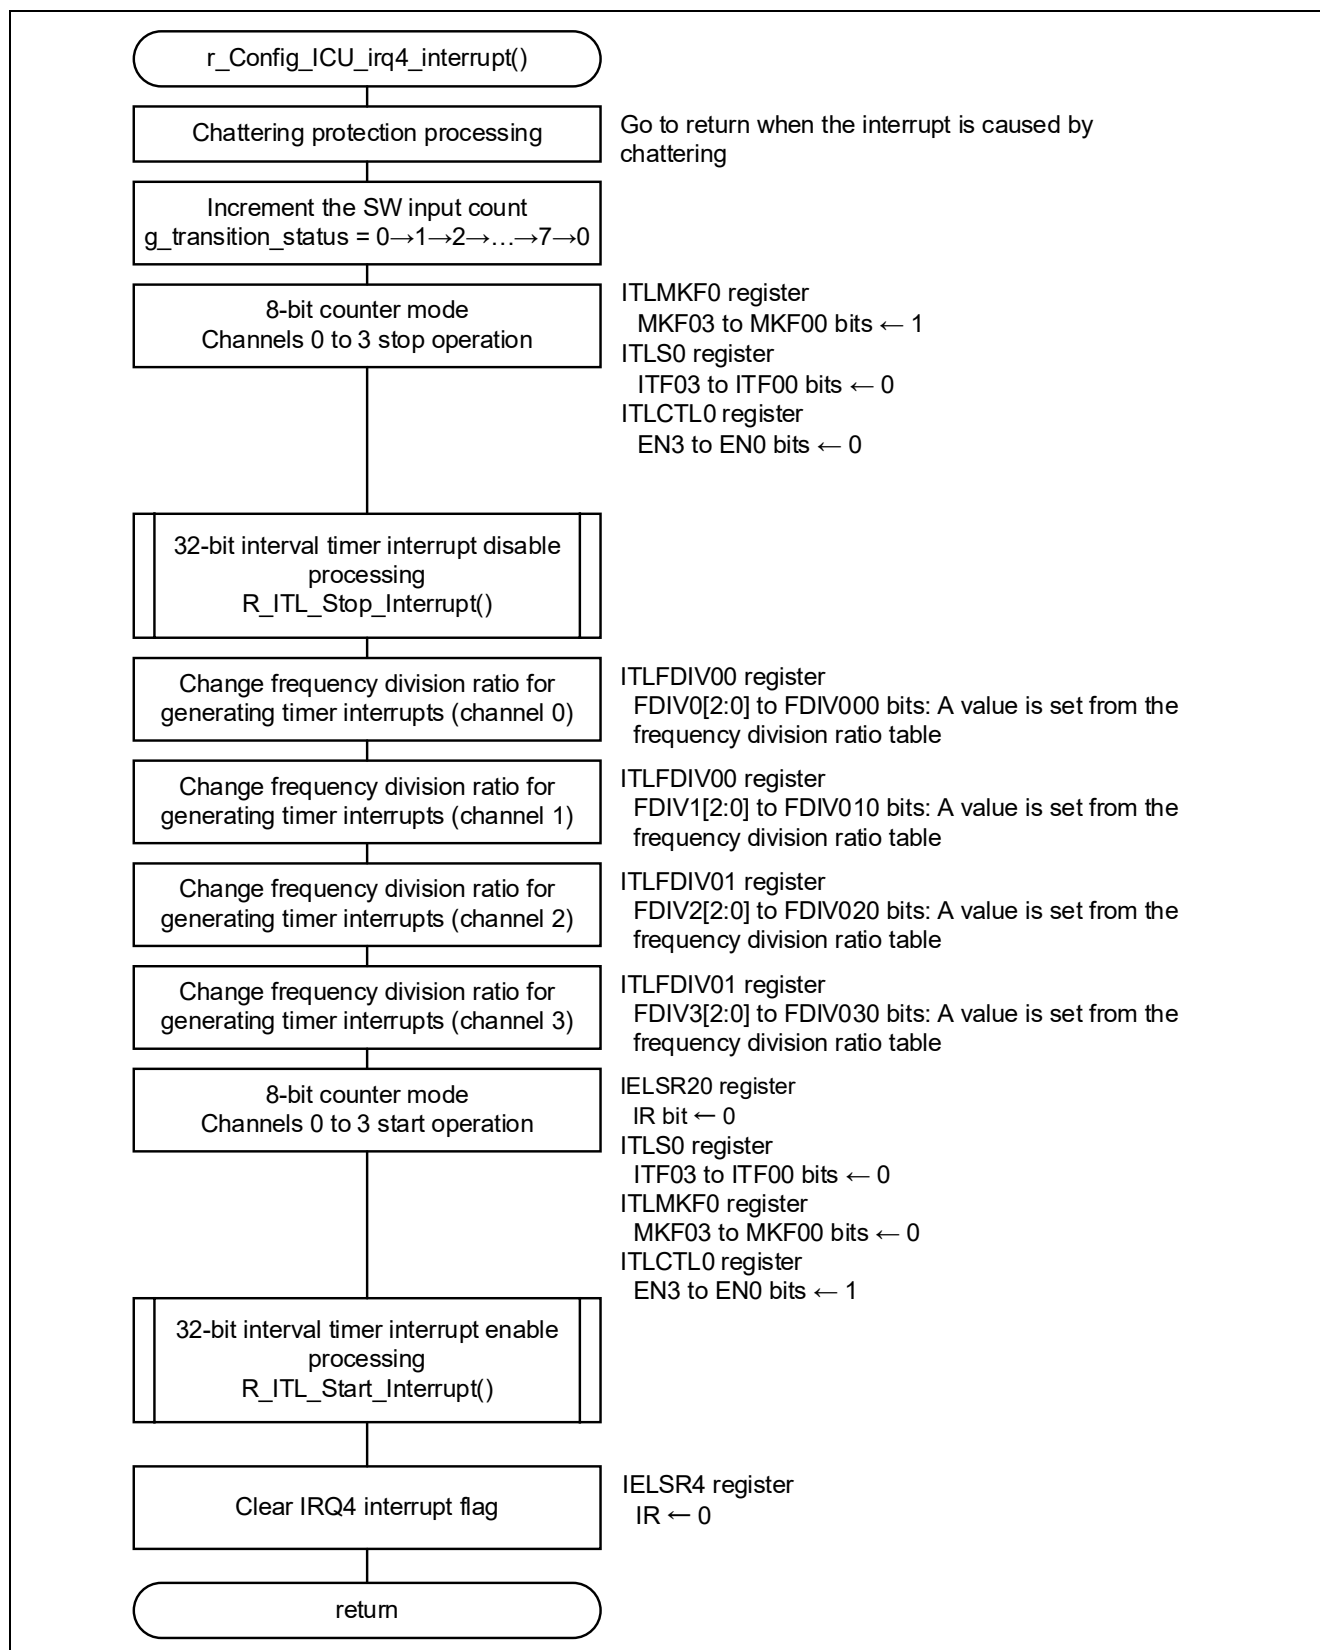 r_Config_ICU_irq4_interrupt()
Chattering protection processing
Go to return when the interrupt is caused by
chattering
Increment the SW input count
g_transition_status = 0→1→2→…→7→0
8-bit counter mode
Channels 0 to 3 stop operation
ITLMKF0 register
MKF03 to MKF00 bits ← 1
ITLS0 register
ITF03 to ITF00 bits ← 0
ITLCTL0 register
EN3 to EN0 bits ← 0
32-bit interval timer interrupt disable
processing
R_ITL_Stop_Interrupt()
Change frequency division ratio for
generating timer interrupts (channel 0)
ITLFDIV00 register
FDIV0[2:0] to FDIV000 bits: A value is set from the
frequency division ratio table
Change frequency division ratio for
generating timer interrupts (channel 1)
ITLFDIV00 register
FDIV1[2:0] to FDIV010 bits: A value is set from the
frequency division ratio table
Change frequency division ratio for
generating timer interrupts (channel 2)
ITLFDIV01 register
FDIV2[2:0] to FDIV020 bits: A value is set from the
frequency division ratio table
Change frequency division ratio for
generating timer interrupts (channel 3)
ITLFDIV01 register
FDIV3[2:0] to FDIV030 bits: A value is set from the
frequency division ratio table
8-bit counter mode
Channels 0 to 3 start operation
IELSR20 register
IR bit ← 0
ITLS0 register
ITF03 to ITF00 bits ← 0
ITLMKF0 register
MKF03 to MKF00 bits ← 0
ITLCTL0 register
EN3 to EN0 bits ← 1
32-bit interval timer interrupt enable
processing
R_ITL_Start_Interrupt()
Clear IRQ4 interrupt flag
IELSR4 register
IR ← 0
return